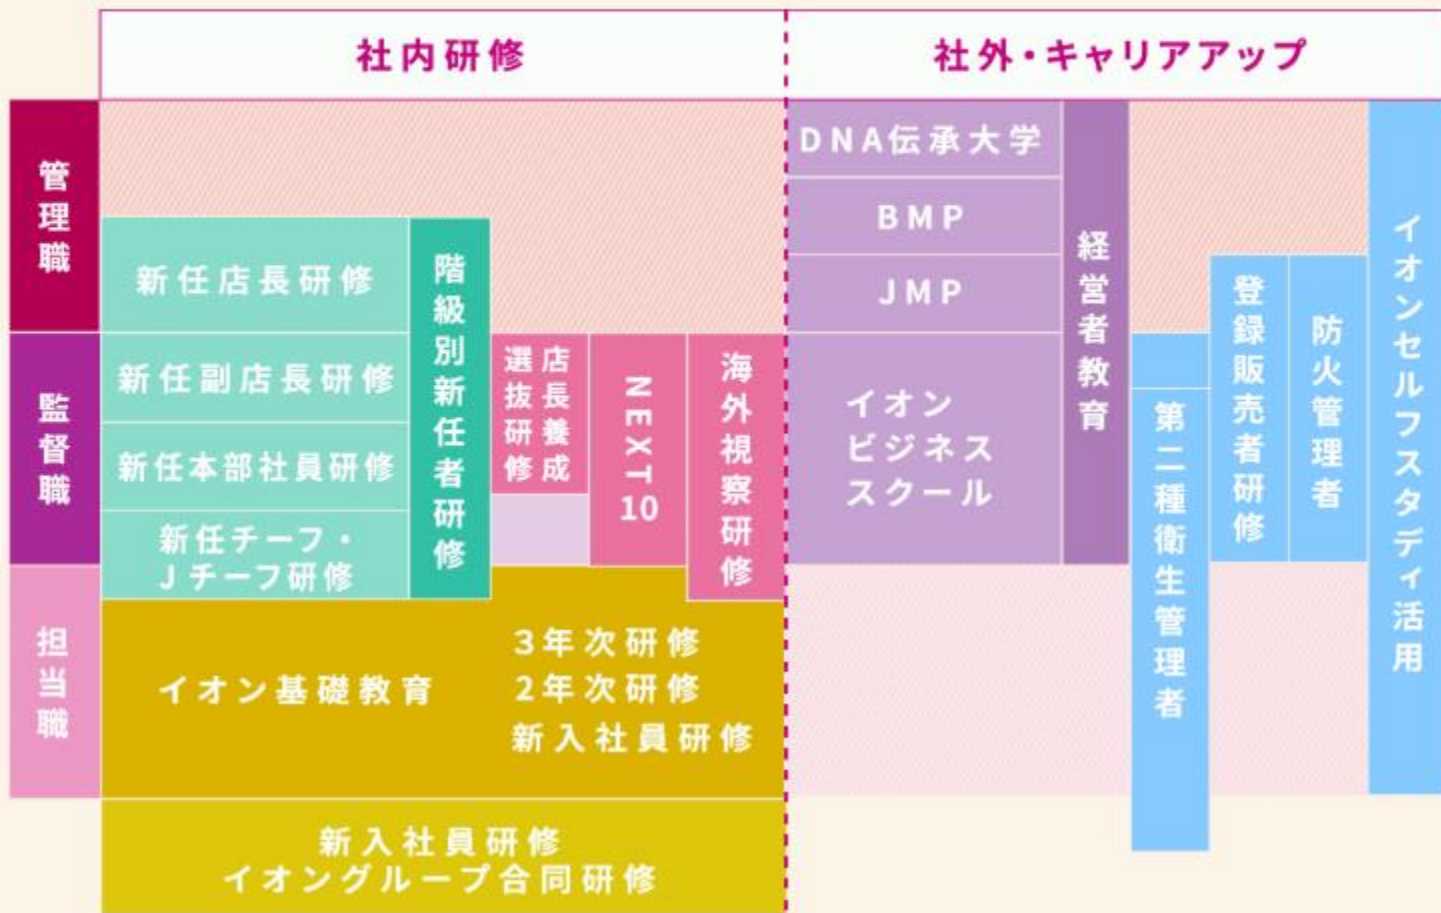 社内研修
社外・キャリアアップ
管理職
監督職
担当職
新任店長研修
新任副店長研修
新任本部社員研修
新任チーフ・
Jチーフ研修
階級別新任者研修
店長養成
選抜研修
NEXT10
海外視察研修
イオン基礎教育
3年次研修
2年次研修
新入社員研修
新入社員研修
イオングループ合同研修
DNA伝承大学
BMP
JMP
イオン
ビジネス
スクール
経営者教育
第二種衛生管理者
登録販売者研修
防火管理者
イオンセルフスタディ活用